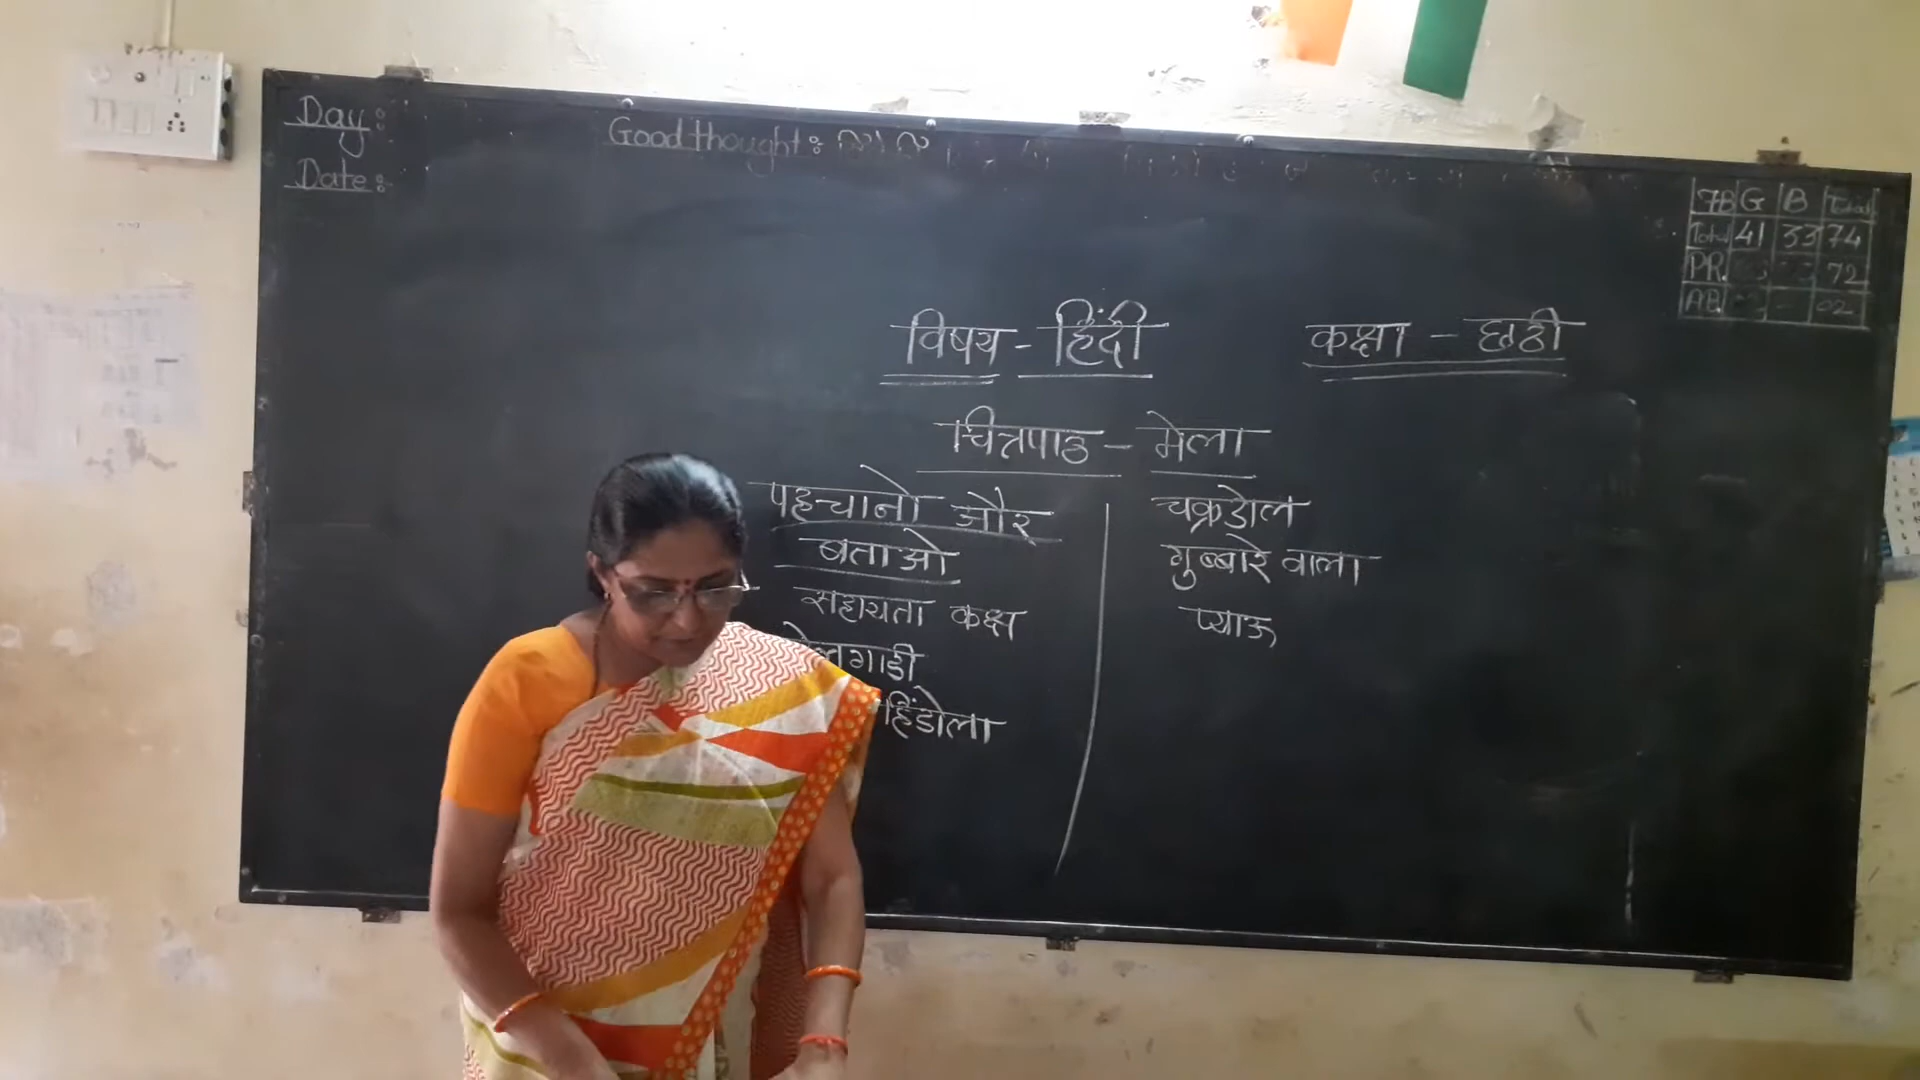 Day:
Date:
Good thought:
7B G B Total
Total 41 33 74
PR. 72
AB 02
विषय - हिंदी
कक्षा - छठी
चित्रपाठ - मेला
पहचानो और
बताओ
सहायता कक्ष
रेलगाडी
हिंडोला
चक्रडोल
गुब्बारे वाला
प्याऊ